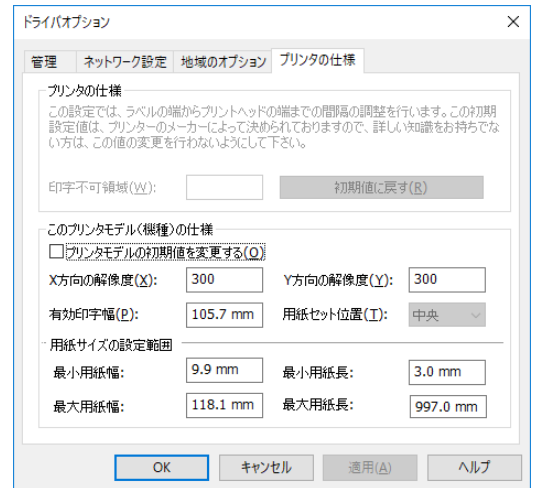 ドライバオプション
管理 ネットワーク設定 地域のオプション プリンタの仕様
プリンタの仕様
この設定では、ラベルの端からプリントヘッドの端までの間隔の調整を行います。この初期
設定値は、プリンターのメーカーによって決められておりますので、詳しい知識をお持ちでな
い方は、この値の変更を行わないようにして下さい。
印字不可領域(W): 初期値に戻す(R)
このプリンタモデル(機種)の仕様
プリンタモデルの初期値を変更する(O)
X方向の解像度(X): 300 Y方向の解像度(Y): 300
有効印字幅(P): 105.7 mm 用紙セット位置(T): 中央
用紙サイズの設定範囲
最小用紙幅: 9.9 mm 最小用紙長: 3.0 mm
最大用紙幅: 118.1 mm 最大用紙長: 997.0 mm
OK キャンセル 適用(A) ヘルプ